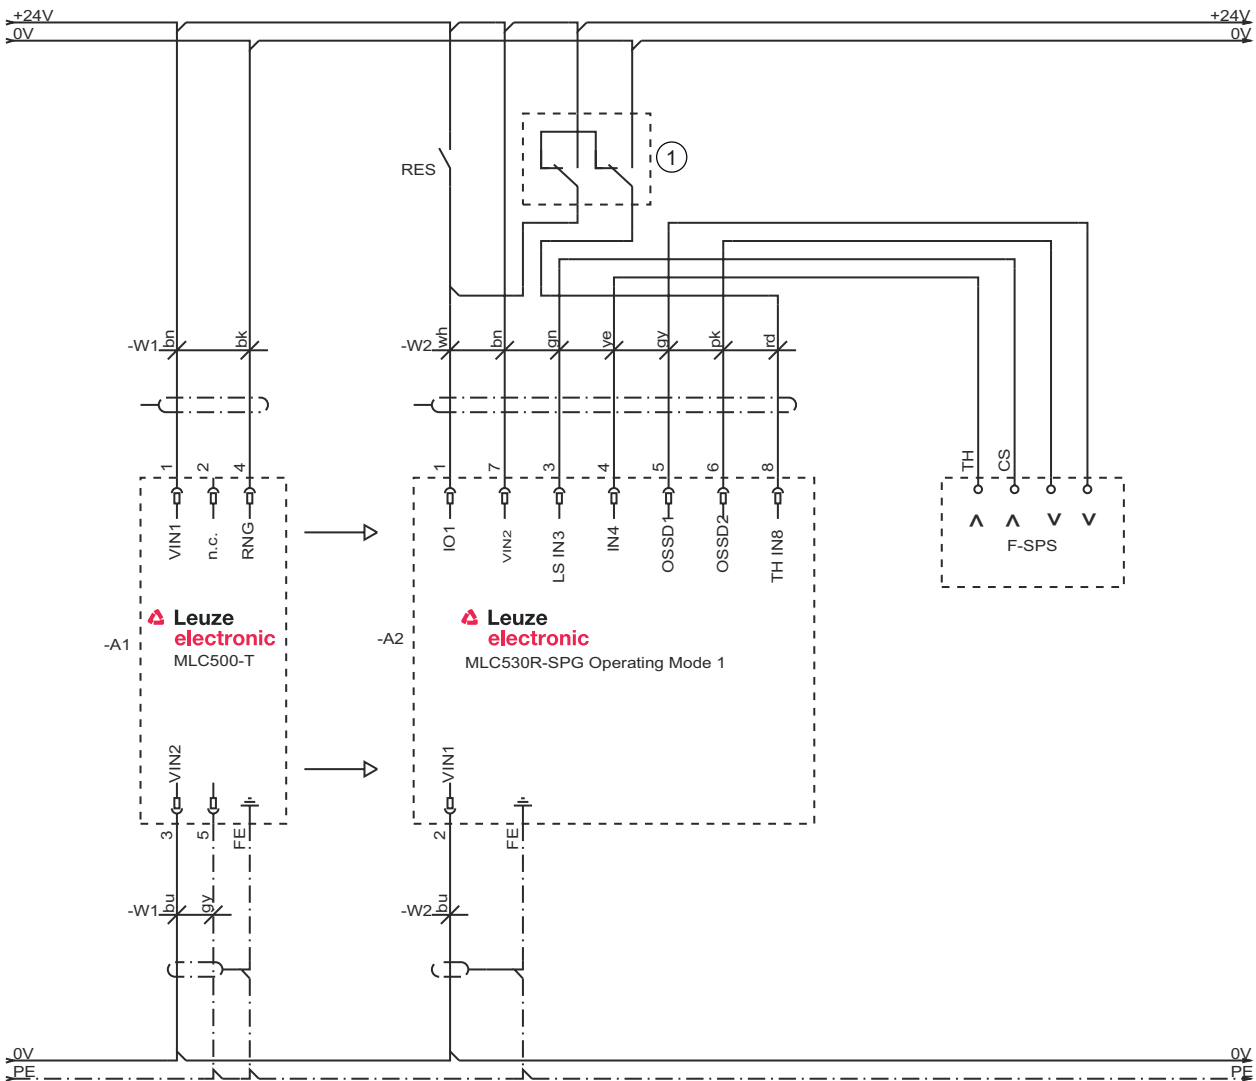 +24V +24V
0V 0V
RES
1
-W1 bn bk
-W2 wh bn gn ye gy pk rd
1 2 4
1 7 3 4 5 6 8
TH CS
VIN1 n.c. RNG
IO1 VIN2 LS IN3 IN4 OSSD1 OSSD2 TH IN8
F-SPS
Leuze
electronic
MLC500-T
-A1
Leuze
electronic
MLC530R-SPG Operating Mode 1
-A2
VIN2
VIN1
3 5 FE
2 FE
-W1 bu gy
-W2 bu
0V 0V
PE PE